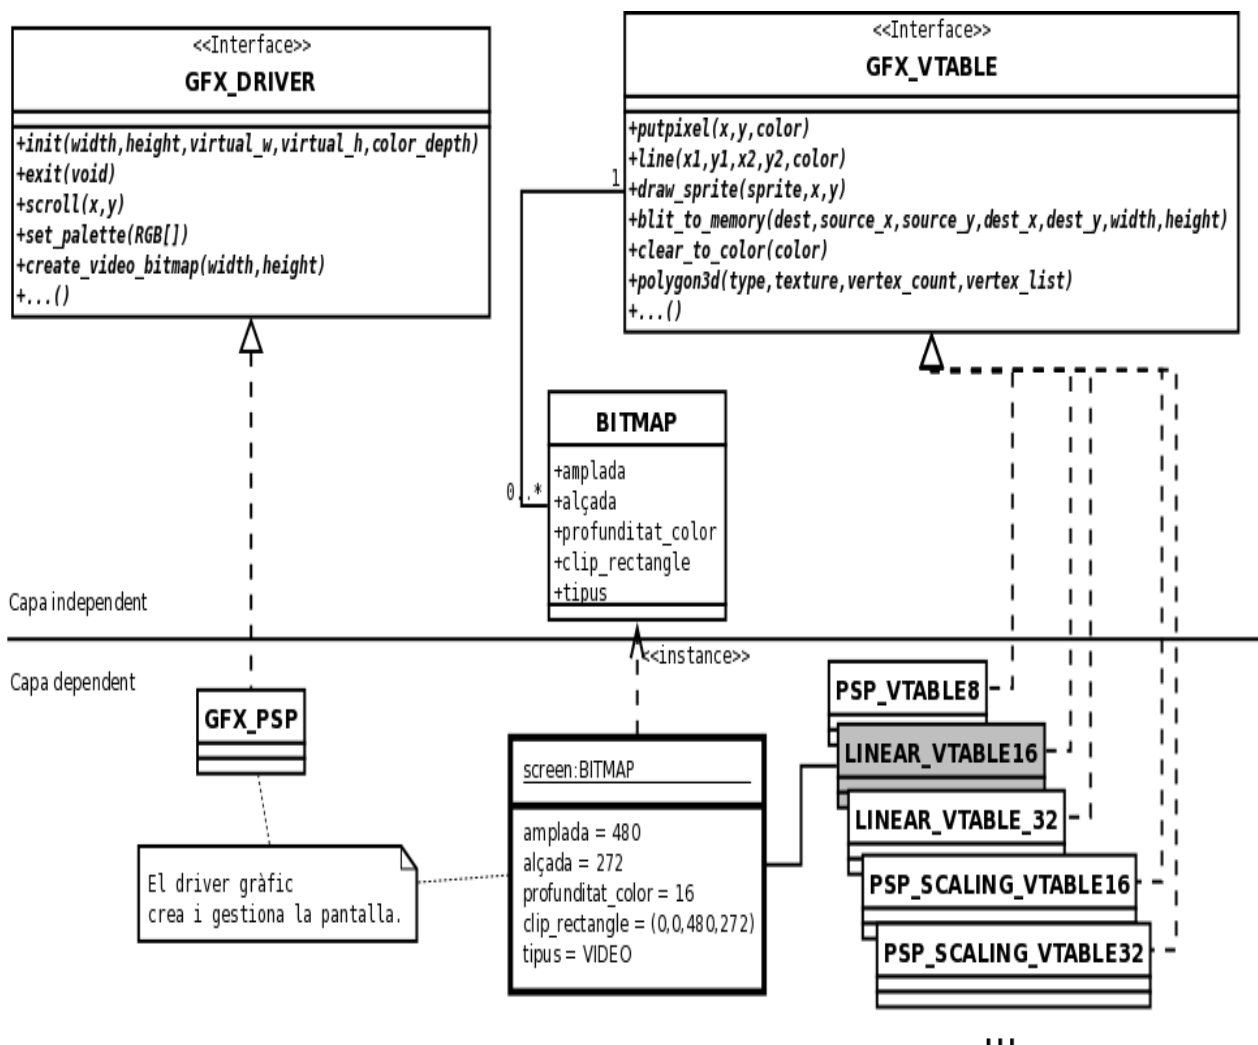 <<Interface>>
GFX_DRIVER
+init(width,height,virtual_w,virtual_h,color_depth)
+exit(void)
+scroll(x,y)
+set_palette(RGB[])
+create_video_bitmap(width,height)
+...()
<<Interface>>
GFX_VTABLE
+putpixel(x,y,color)
+line(x1,y1,x2,y2,color)
+draw_sprite(sprite,x,y)
+blit_to_memory(dest,source_x,source_y,dest_x,dest_y,width,height)
+clear_to_color(color)
+polygon3d(type,texture,vertex_count,vertex_list)
+...()
1
0..*
BITMAP
+amplada
+alçada
+profunditat_color
+clip_rectangle
+tipus
Capa independent
Capa dependent
<<instance>>
GFX_PSP
El driver gràfic
crea i gestiona la pantalla.
screen:BITMAP
amplada = 480
alçada = 272
profunditat_color = 16
clip_rectangle = (0,0,480,272)
tipus = VIDEO
PSP_VTABLE8
LINEAR_VTABLE16
LINEAR_VTABLE_32
PSP_SCALING_VTABLE16
PSP_SCALING_VTABLE32
...